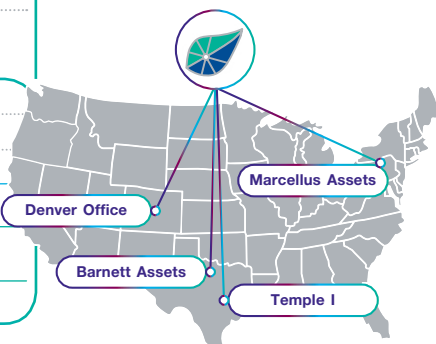 Marcellus Assets
Denver Office
Barnett Assets
Temple I